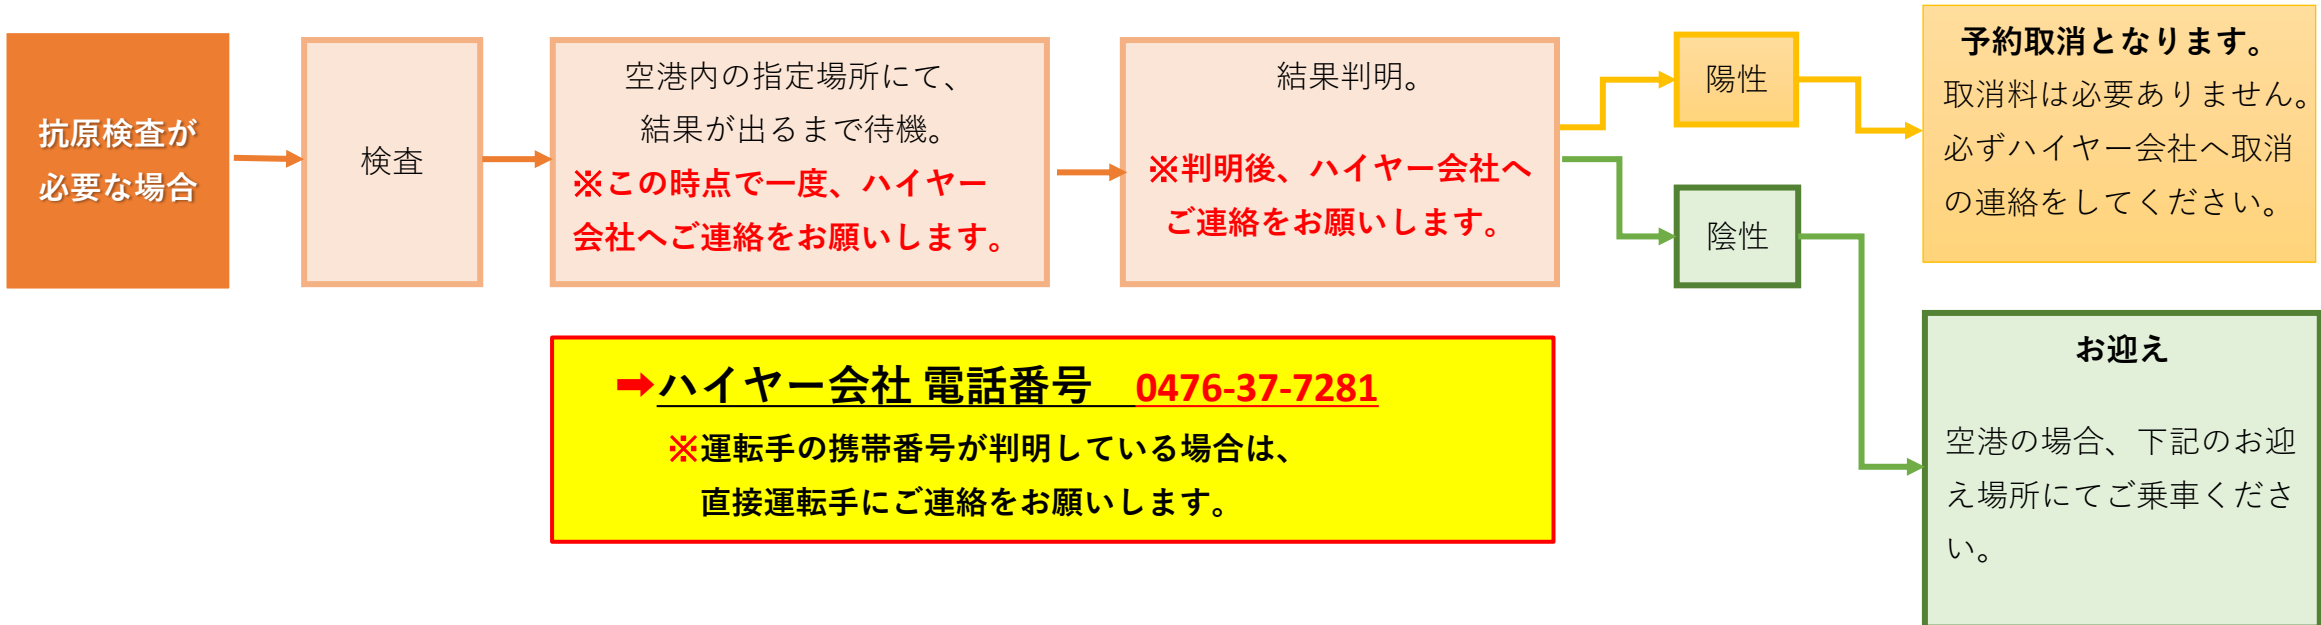 抗原検査が
必要な場合
検査
空港内の指定場所にて、
結果が出るまで待機。
※この時点で一度、ハイヤー
会社へご連絡をお願いします。
結果判明。
※判明後、ハイヤー会社へ
ご連絡をお願いします。
陽性
陰性
予約取消となります。
取消料は必要ありません。
必ずハイヤー会社へ取消
の連絡をしてください。
お迎え
空港の場合、下記のお迎
え場所にてご乗車くださ
い。
➡ハイヤー会社 電話番号　0476-37-7281
※運転手の携帯番号が判明している場合は、
直接運転手にご連絡をお願いします。